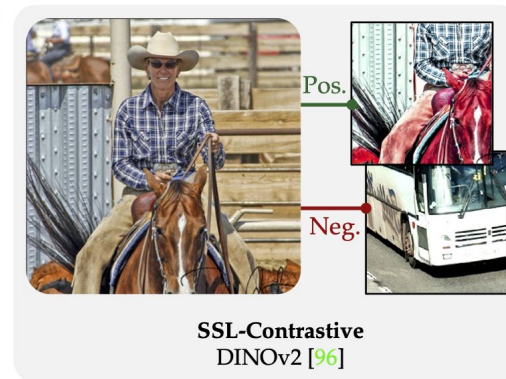 Pos.
Neg.
SSL-Contrastive
DINOv2 [96]